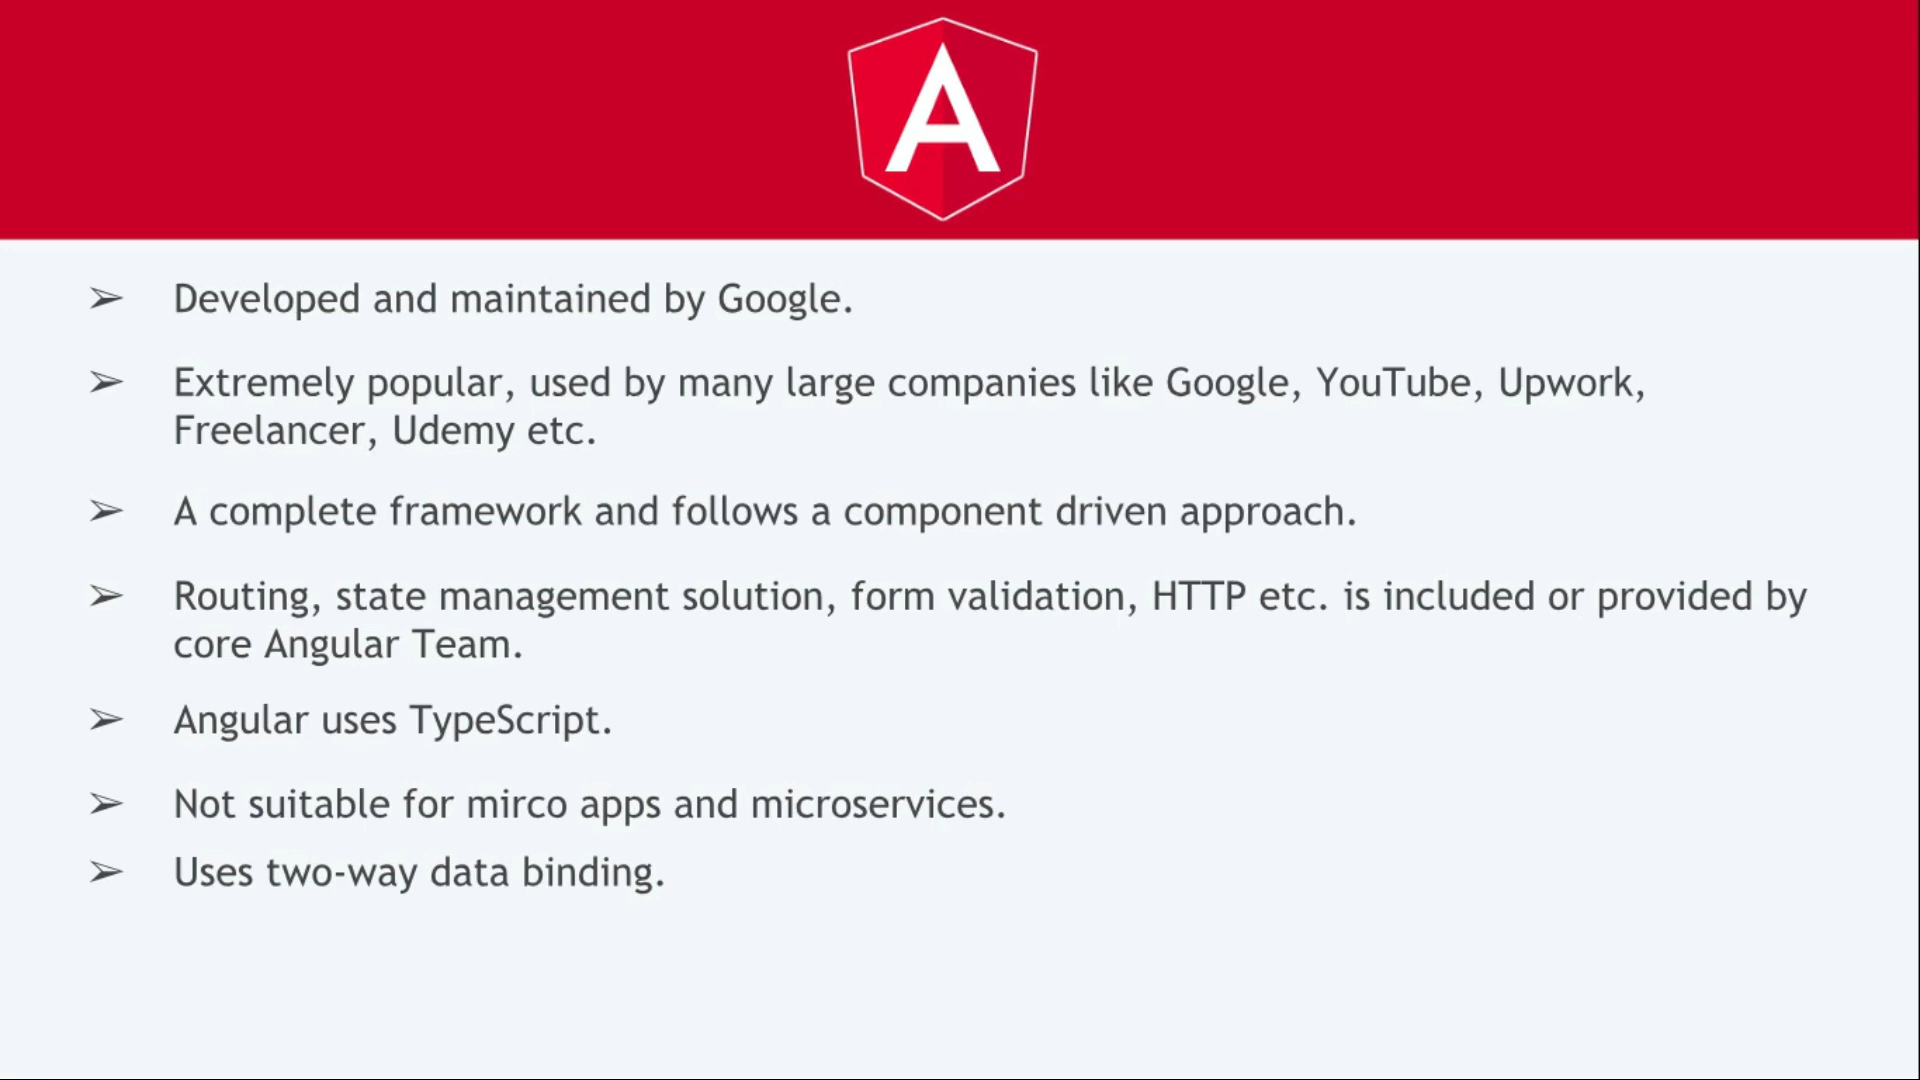 A
➢ Developed and maintained by Google.
➢ Extremely popular, used by many large companies like Google, YouTube, Upwork,
Freelancer, Udemy etc.
➢ A complete framework and follows a component driven approach.
➢ Routing, state management solution, form validation, HTTP etc. is included or provided by
core Angular Team.
➢ Angular uses TypeScript.
➢ Not suitable for mirco apps and microservices.
➢ Uses two-way data binding.